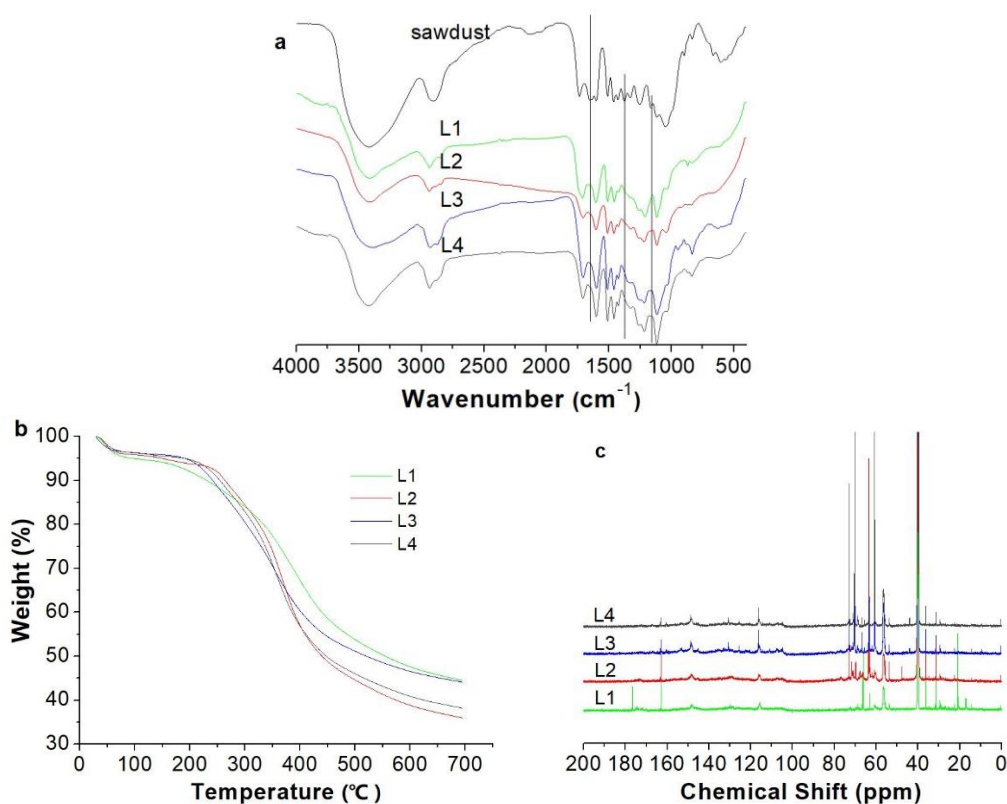 a
sawdust
L1
L2
L3
L4
4000 3500 3000 2500 2000 1500 1000 500
Wavenumber (cm⁻¹)
b
100
90
80
70
60
50
40
30
Weight (%)
L1
L2
L3
L4
0 100 200 300 400 500 600 700
Temperature (℃)
c
L4
L3
L2
L1
200 180 160 140 120 100 80 60 40 20 0
Chemical Shift (ppm)